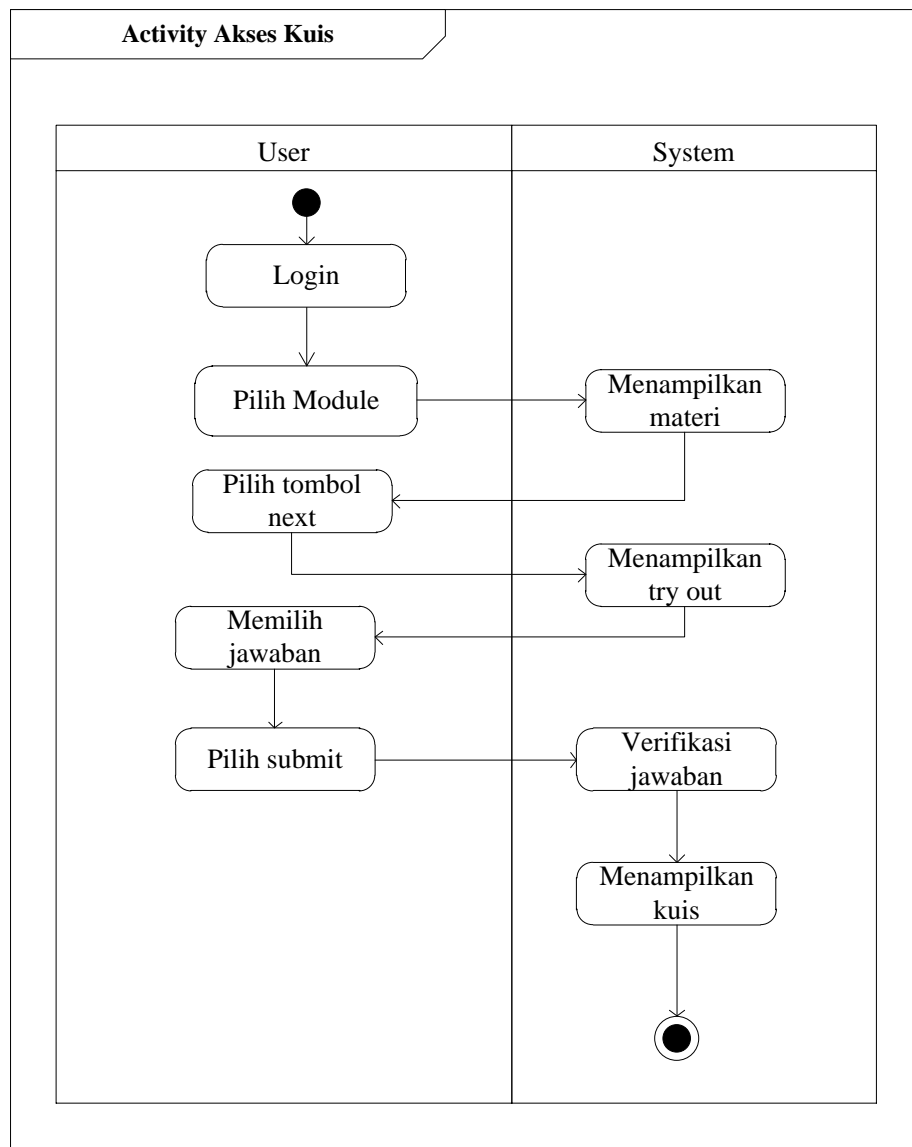 Activity Akses Kuis
User
System
Login
Pilih Module
Menampilkan
materi
Pilih tombol
next
Menampilkan
try out
Memilih
jawaban
Pilih submit
Verifikasi
jawaban
Menampilkan
kuis